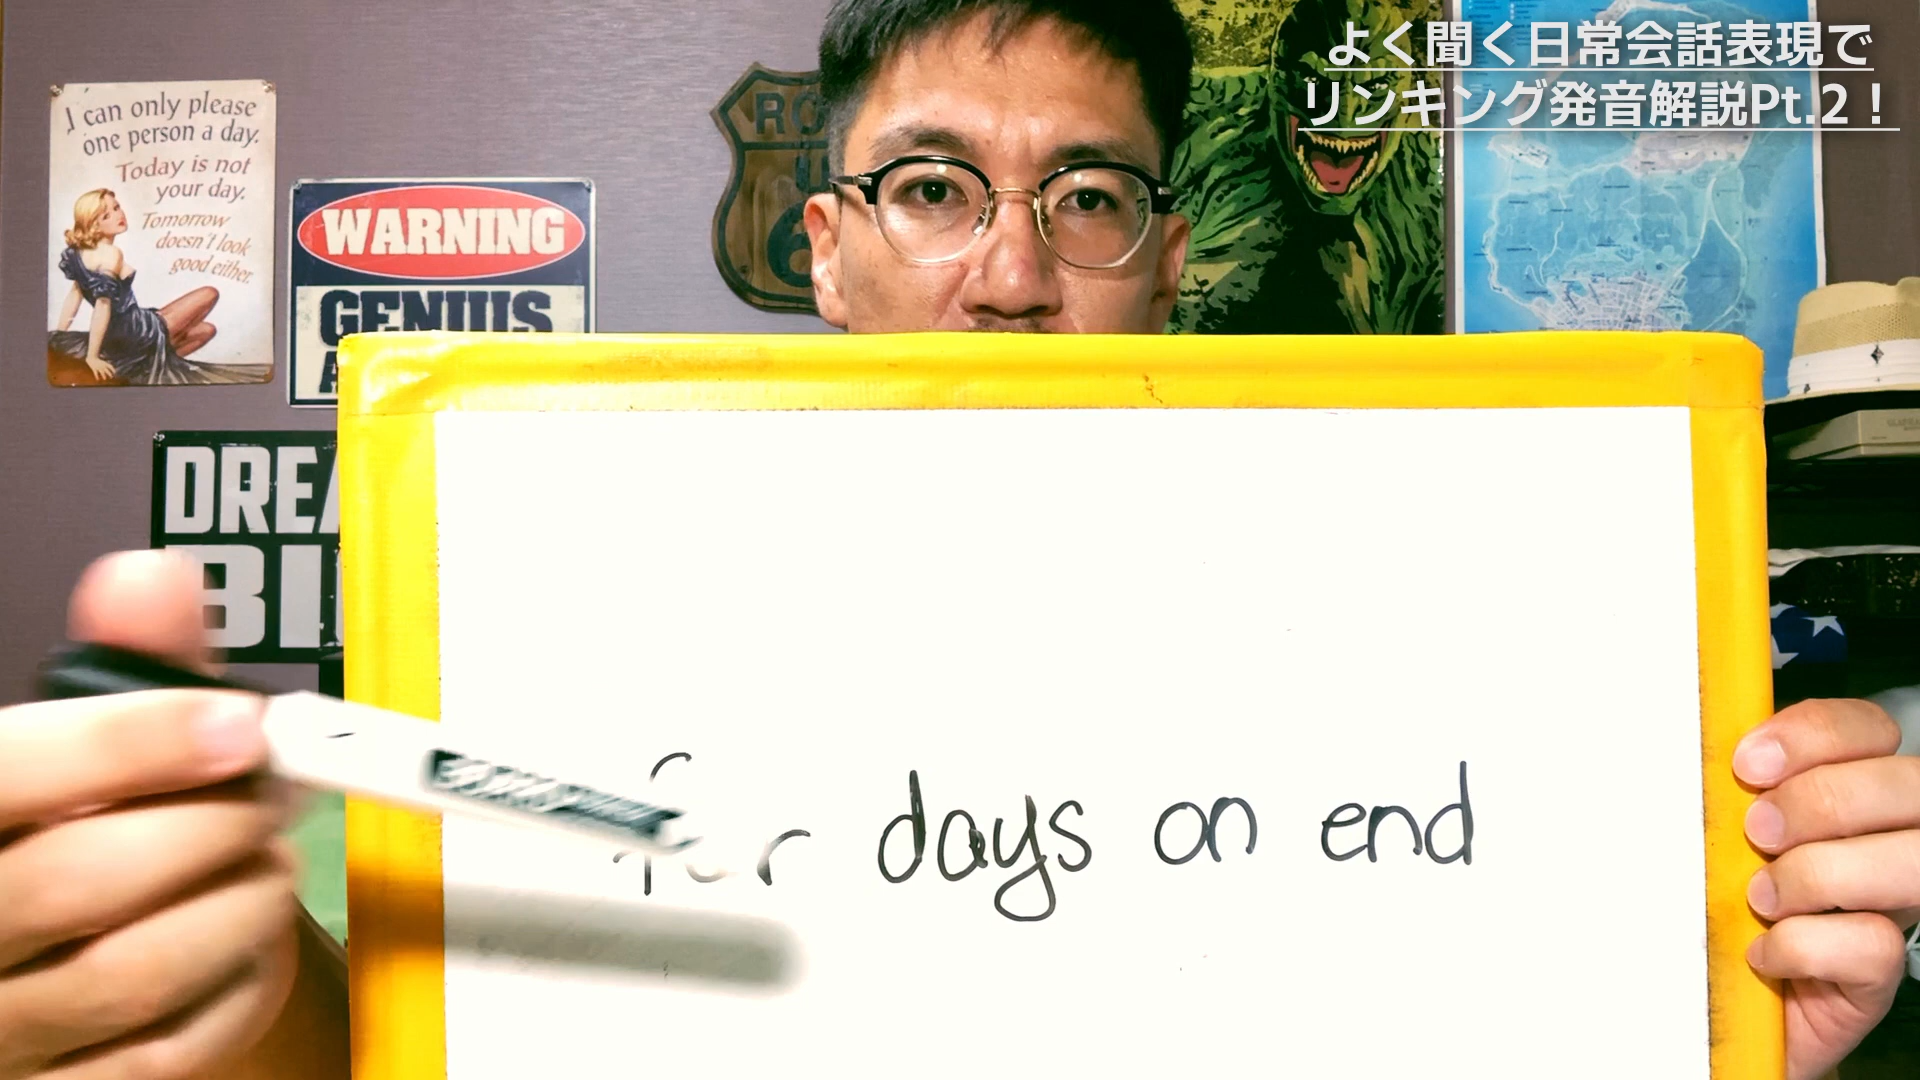 よく聞く日常会話表現で
リンキング発音解説Pt.2！
I can only please
one person a day.
Today is not
your day.
Tomorrow
doesn't look
good either.
WARNING
GENIUS
for days on end